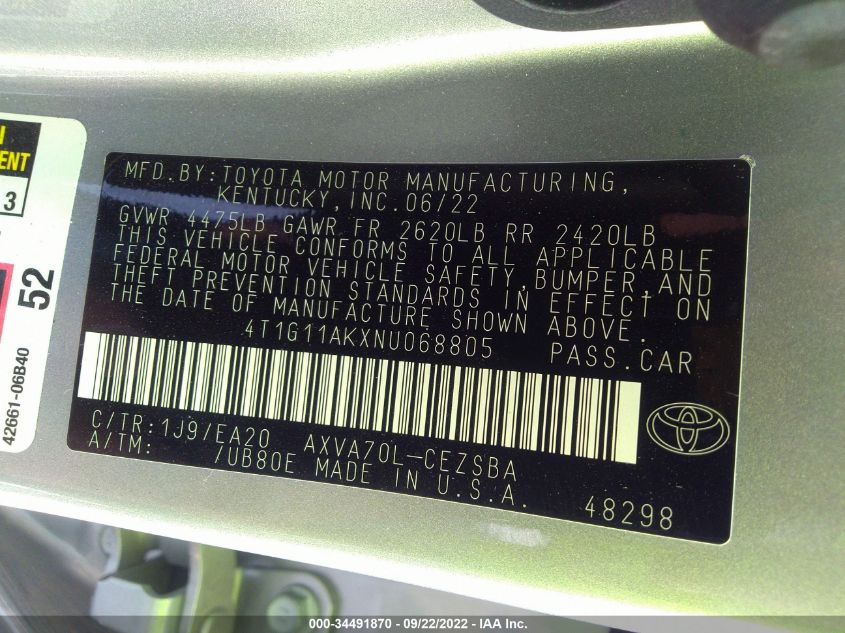 MFD.BY:TOYOTA MOTOR MANUFACTURING,
KENTUCKY,INC.06/22
GVWR 4475LB GAWR FR 2620LB RR 2420LB
THIS VEHICLE CONFORMS TO ALL APPLICABLE
FEDERAL MOTOR VEHICLE SAFETY,BUMPER,AND
THEFT PREVENTION STANDARDS IN EFFECT ON
THE DATE OF MANUFACTURE SHOWN ABOVE.
4T1G11AKXNU068805 PASS.CAR
C/TR:1J9/EA20 AXVA70L-CEZSBA
A/TM: /UB80E MADE IN U.S.A.
48298
3
52
42661-06B40
000-34491870 - 09/22/2022 - IAA Inc.